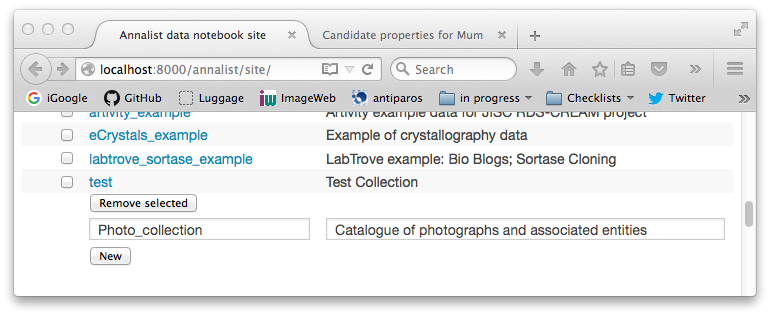 Annalist data notebook site
Candidate properties for Mum
localhost:8000/annalist/site/
Search
iGoogle GitHub Luggage ImageWeb antiparos in progress Checklists Twitter
artivity_example Artivity example data for JISC RDS-CREAM project
eCrystals_example Example of crystallography data
labtrove_sortase_example LabTrove example: Bio Blogs; Sortase Cloning
test Test Collection
Remove selected
Photo_collection Catalogue of photographs and associated entities
New